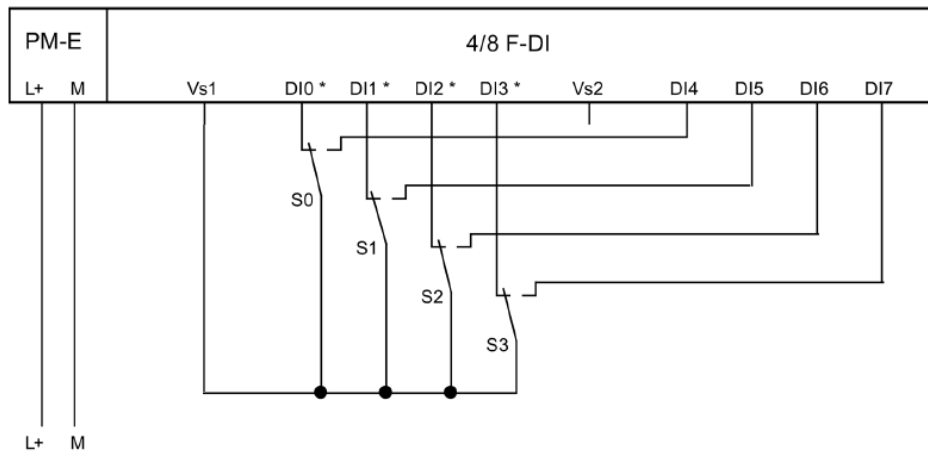 PM-E
4/8 F-DI
L+ M Vs1 DI0 * DI1 * DI2 * DI3 * Vs2 DI4 DI5 DI6 DI7
S0
S1
S2
S3
L+ M